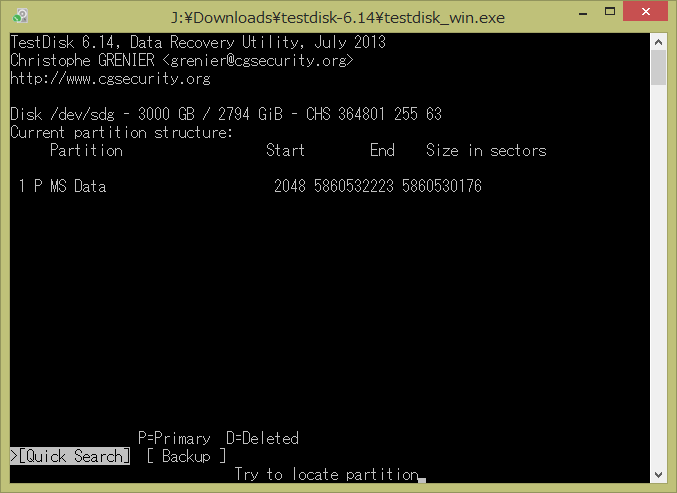 J:¥Downloads¥testdisk-6.14¥testdisk_win.exe
TestDisk 6.14, Data Recovery Utility, July 2013
Christophe GRENIER <grenier@cgsecurity.org>
http://www.cgsecurity.org
Disk /dev/sdg - 3000 GB / 2794 GiB - CHS 364801 255 63
Current partition structure:
Partition Start End Size in sectors
1 P MS Data 2048 5860532223 5860530176
P=Primary D=Deleted
>[Quick Search] [ Backup ]
Try to locate partition